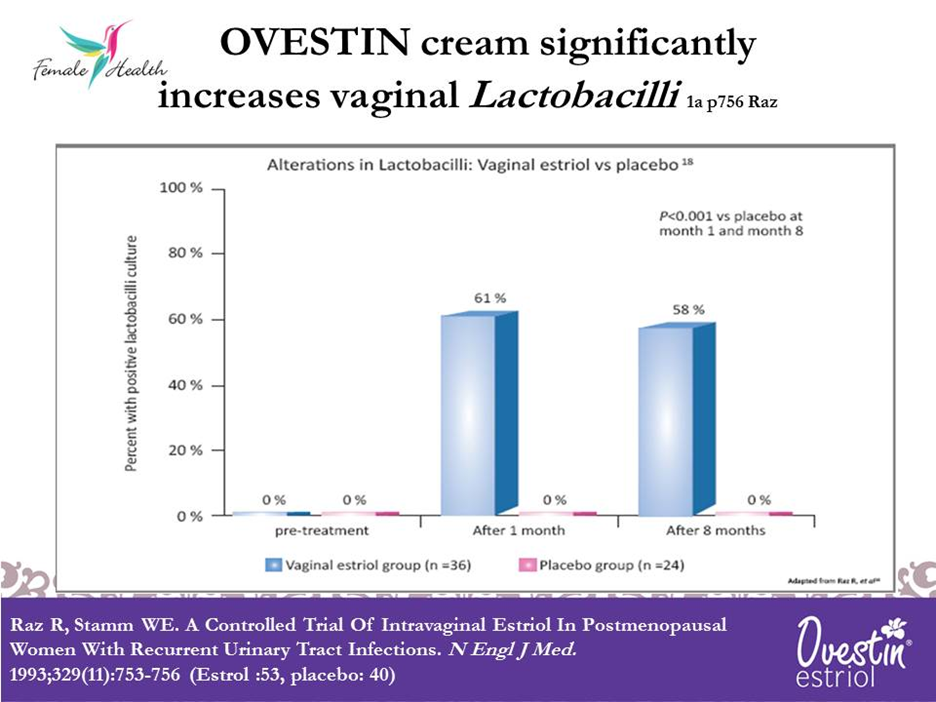 Female Health
OVESTIN cream significantly
increases vaginal Lactobacilli 1a p756 Raz
Alterations in Lactobacilli: Vaginal estriol vs placebo 18
100 %
80 %
60 %
40 %
20 %
0 %
Percent with positive lactobacilli culture
P<0.001 vs placebo at
month 1 and month 8
0 %
0 %
61 %
0 %
58 %
0 %
pre-treatment
After 1 month
After 8 months
Vaginal estriol group (n =36)
Placebo group (n =24)
Adapted from Raz R, et al
Raz R, Stamm WE. A Controlled Trial Of Intravaginal Estriol In Postmenopausal
Women With Recurrent Urinary Tract Infections. N Engl J Med.
1993;329(11):753-756 (Estrol :53, placebo: 40)
Ovestin®
estriol